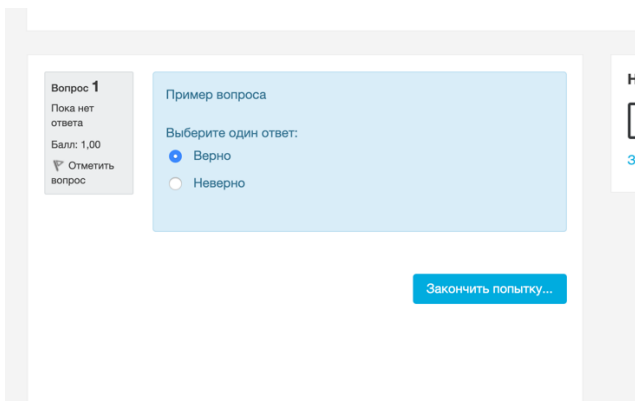 Вопрос 1
Пока нет
ответа
Балл: 1,00
Отметить
вопрос
Пример вопроса
Выберите один ответ:
Верно
Неверно
Закончить попытку...